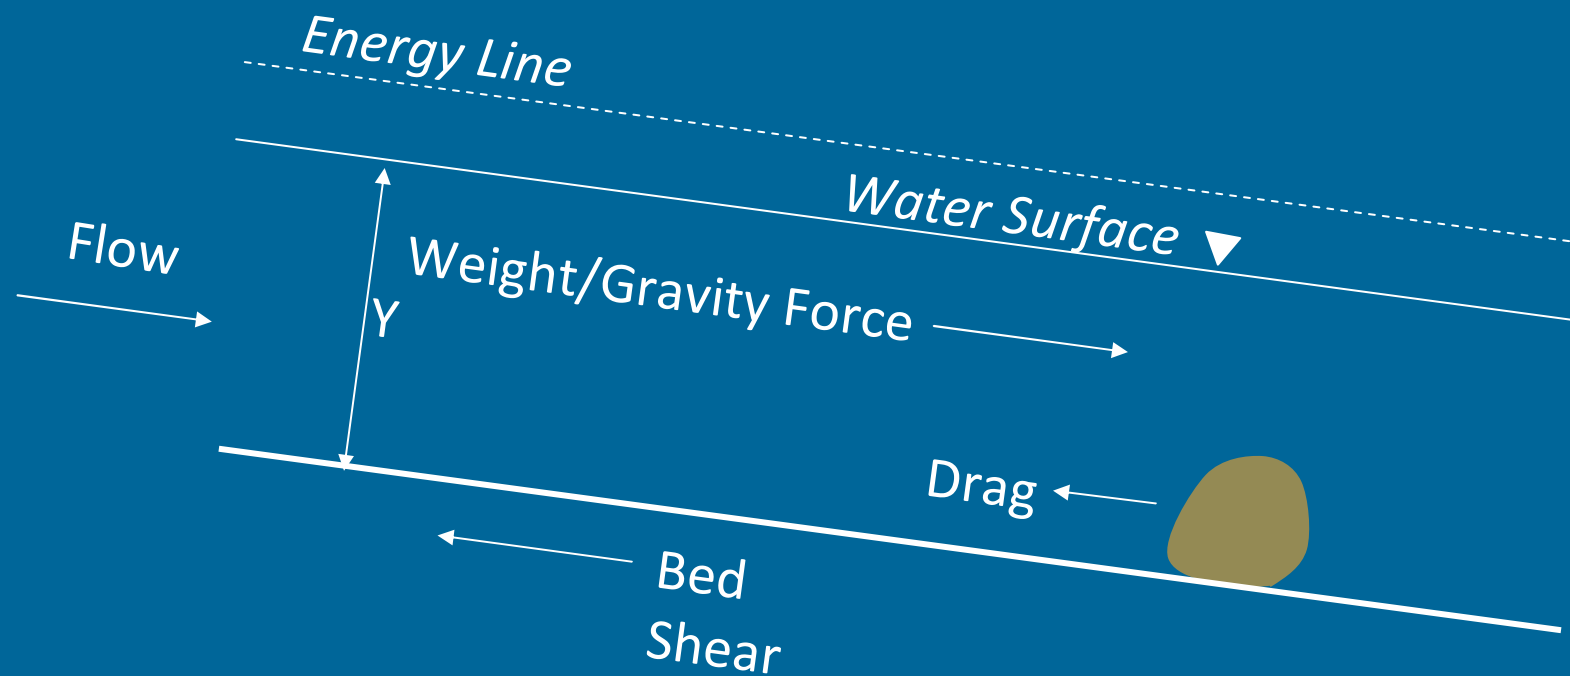 Energy Line
Water Surface
Flow
Weight/Gravity Force
Y
Drag
Bed
Shear